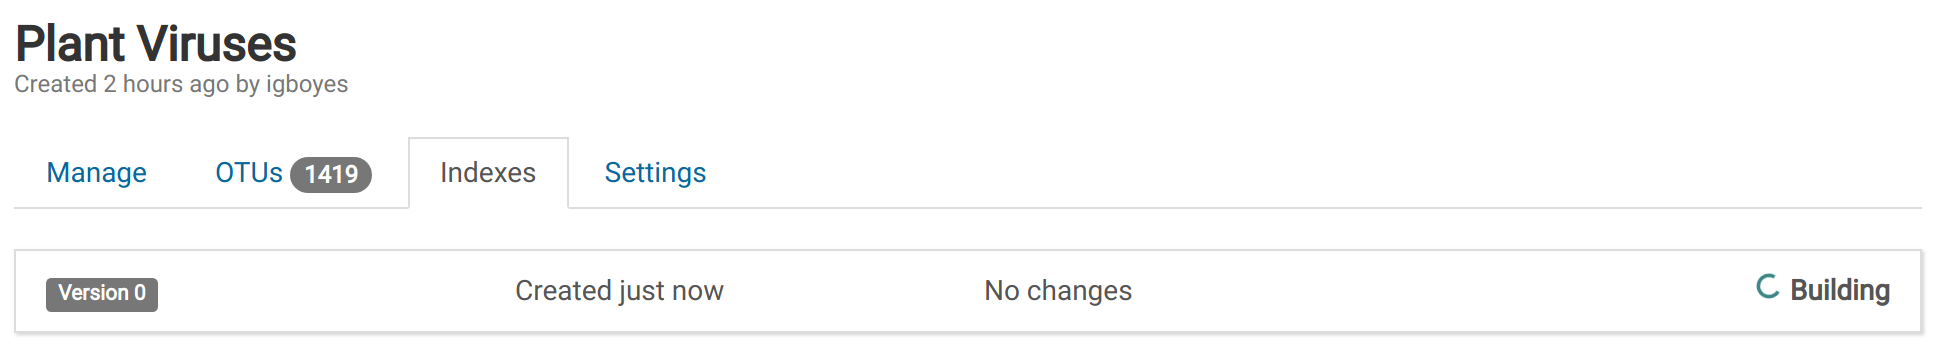 Plant Viruses
Created 2 hours ago by igboyes
Manage OTUs 1419 Indexes Settings
Version 0 Created just now No changes Building